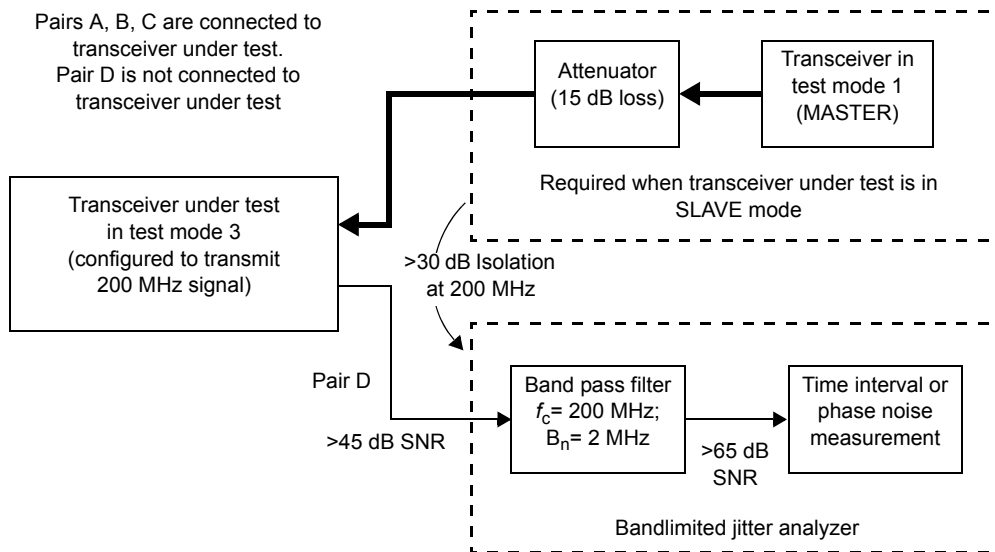 Pairs A, B, C are connected to
transceiver under test.
Pair D is not connected to
transceiver under test
Attenuator
(15 dB loss)
Transceiver in
test mode 1
(MASTER)
Required when transceiver under test is in
SLAVE mode
Transceiver under test
in test mode 3
(configured to transmit
200 MHz signal)
>30 dB Isolation
at 200 MHz
Pair D
>45 dB SNR
Band pass filter
fc= 200 MHz;
Bn= 2 MHz
>65 dB
SNR
Time interval or
phase noise
measurement
Bandlimited jitter analyzer